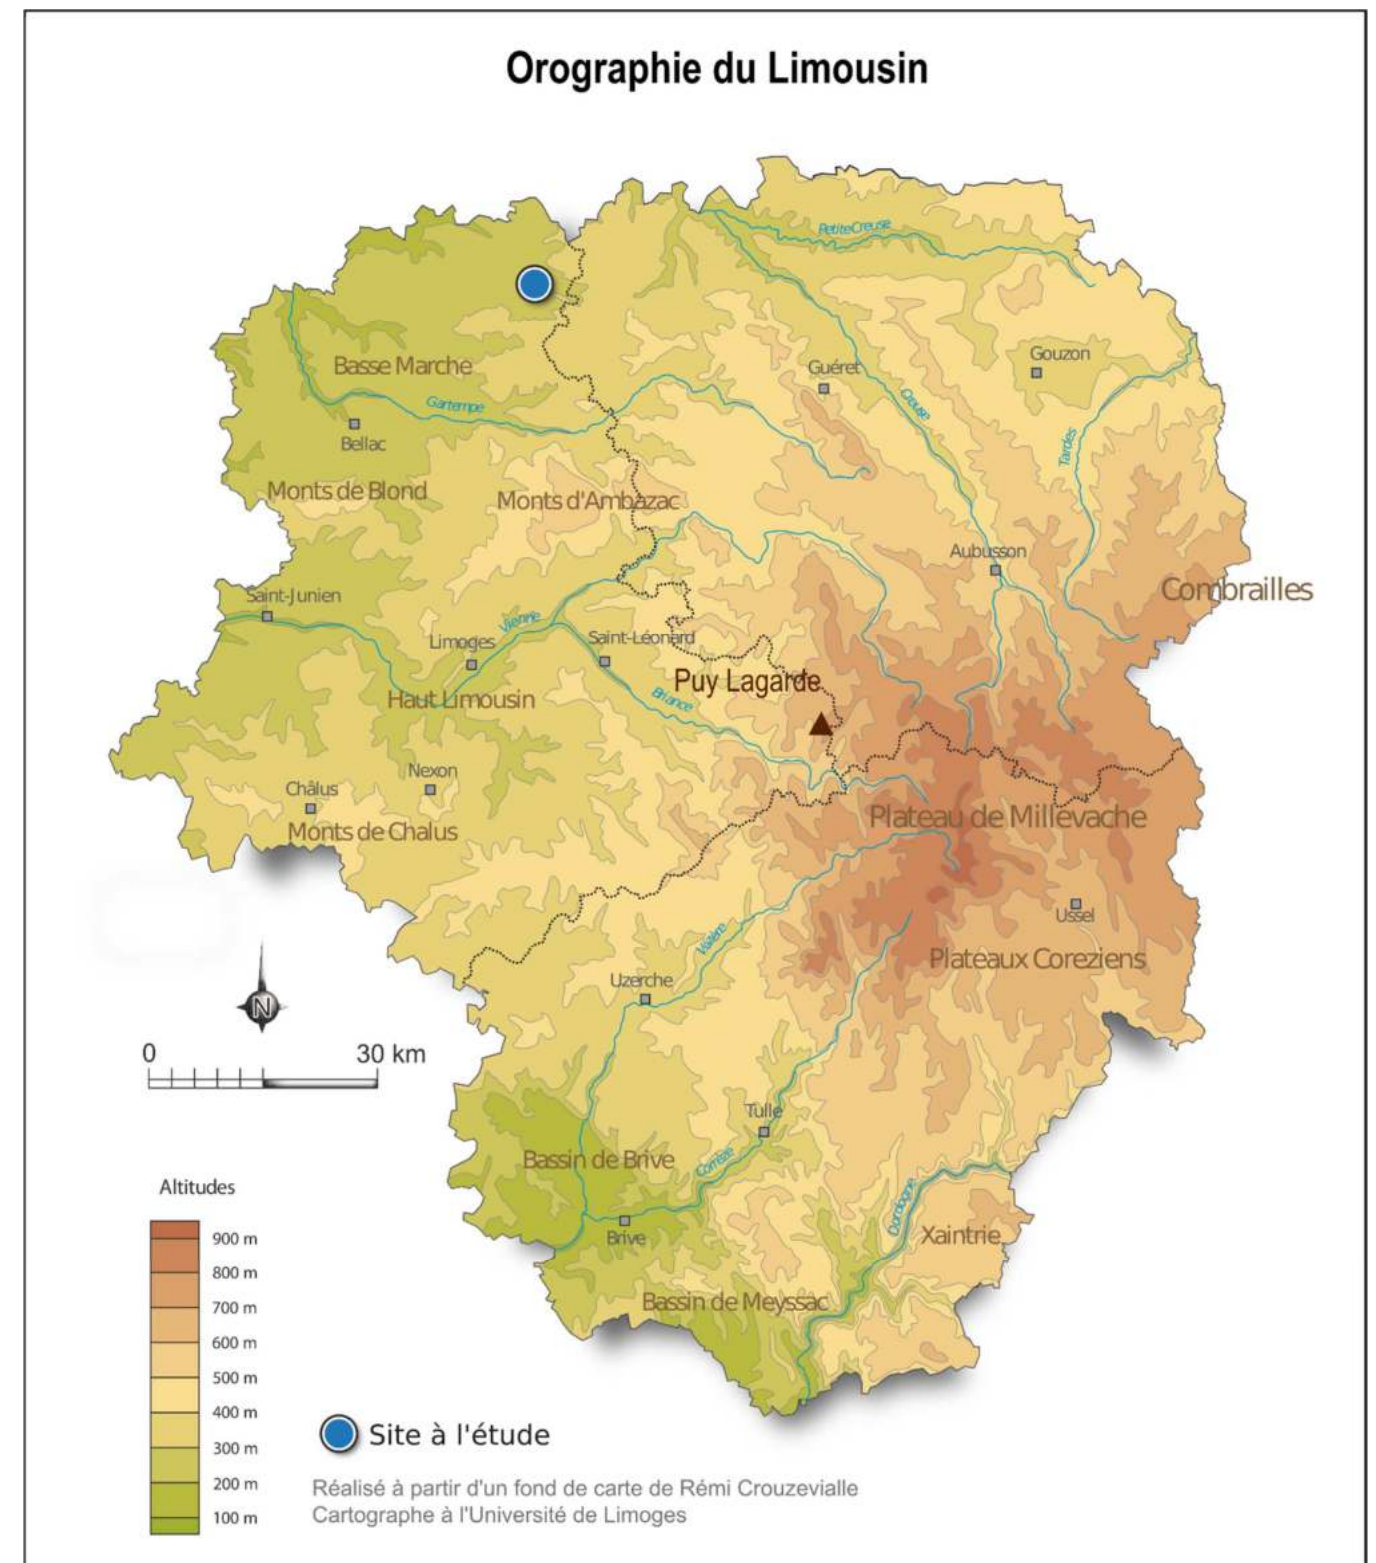 Orographie du Limousin
PetiteCreuse
Basse Marche
Guéret
Gouzon
Gartempe
Creuse
Bellac
Tardes
Monts de Blond
Monts d'Ambazac
Aubusson
Combrailles
Saint-Junien
Vienne
Limoges
Saint-Léonard
Puy Lagarde
Haut Limousin
Briance
Nexon
Châlus
Monts de Chalus
Plateau de Millevache
Ussel
Vézère
Plateaux Coreziens
Uzerche
N
0 30 km
Tulle
Bassin de Brive
Corrèze
Altitudes
Dordogne
Xaintrie
Brive
900 m
800 m
Bassin de Meyssac
700 m
600 m
500 m
400 m
Site à l'étude
300 m
200 m
Réalisé à partir d'un fond de carte de Rémi Crouzevialle
100 m
Cartographe à l'Université de Limoges